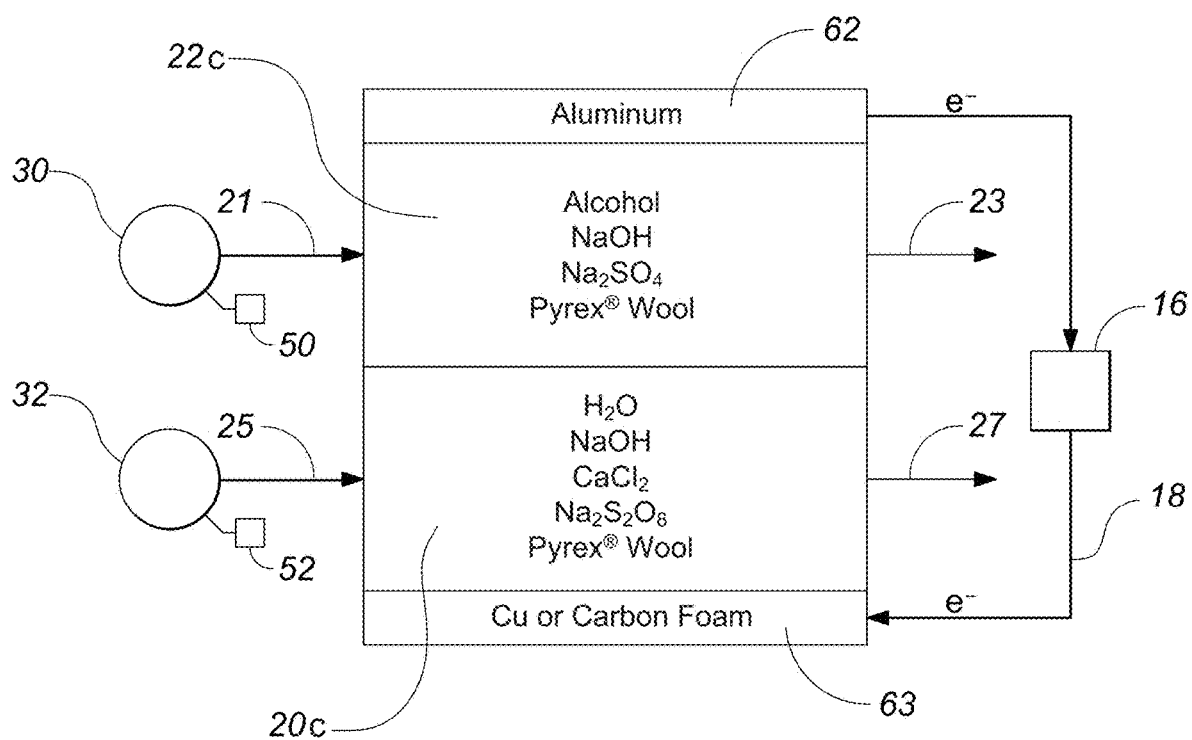 62
22c
Aluminum
e⁻
30
21
23
Alcohol
NaOH
Na₂SO₄
Pyrex® Wool
50
16
32
25
27
H₂O
NaOH
CaCl₂
Na₂S₂O₈
Pyrex® Wool
18
52
Cu or Carbon Foam
e⁻
63
20c